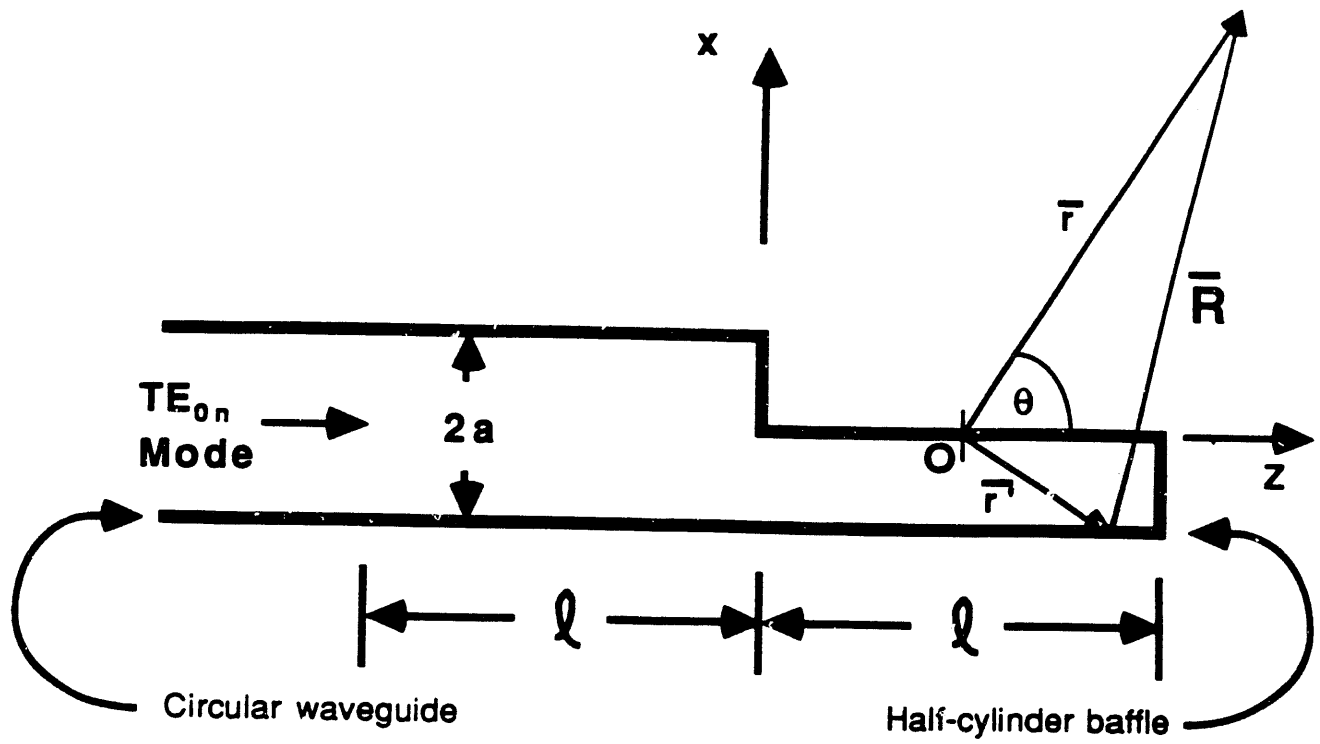 x
r̄
R̄
TE₀ₙ
Mode
2a
θ
O
Z
r̄'
ℓ
ℓ
Circular waveguide
Half-cylinder baffle